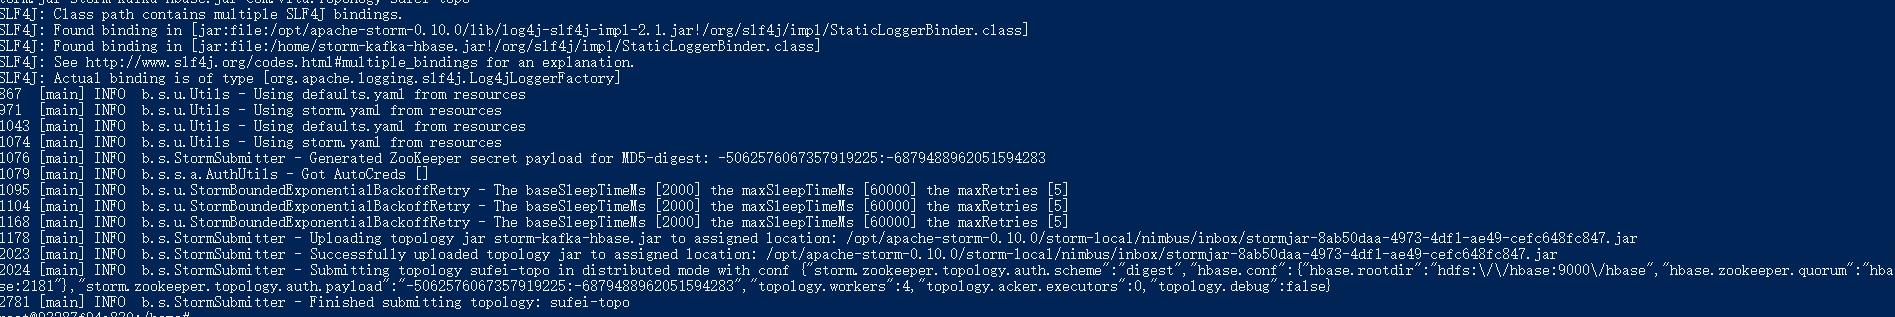 storm jar storm-kafka-hbase.jar com.vita.Topology sufei-topo
SLF4J: Class path contains multiple SLF4J bindings.
SLF4J: Found binding in [jar:file:/opt/apache-storm-0.10.0/lib/log4j-slf4j-impl-2.1.jar!/org/slf4j/impl/StaticLoggerBinder.class]
SLF4J: Found binding in [jar:file:/home/storm-kafka-hbase.jar!/org/slf4j/impl/StaticLoggerBinder.class]
SLF4J: See http://www.slf4j.org/codes.html#multiple_bindings for an explanation.
SLF4J: Actual binding is of type [org.apache.logging.slf4j.Log4jLoggerFactory]
867 [main] INFO b.s.u.Utils - Using defaults.yaml from resources
971 [main] INFO b.s.u.Utils - Using storm.yaml from resources
1043 [main] INFO b.s.u.Utils - Using defaults.yaml from resources
1074 [main] INFO b.s.u.Utils - Using storm.yaml from resources
1076 [main] INFO b.s.StormSubmitter - Generated ZooKeeper secret payload for MD5-digest: -5062576067357919225:-6879488962051594283
1079 [main] INFO b.s.s.a.AuthUtils - Got AutoCreds []
1095 [main] INFO b.s.u.StormBoundedExponentialBackoffRetry - The baseSleepTimeMs [2000] the maxSleepTimeMs [60000] the maxRetries [5]
1104 [main] INFO b.s.u.StormBoundedExponentialBackoffRetry - The baseSleepTimeMs [2000] the maxSleepTimeMs [60000] the maxRetries [5]
1168 [main] INFO b.s.u.StormBoundedExponentialBackoffRetry - The baseSleepTimeMs [2000] the maxSleepTimeMs [60000] the maxRetries [5]
1178 [main] INFO b.s.StormSubmitter - Uploading topology jar storm-kafka-hbase.jar to assigned location: /opt/apache-storm-0.10.0/storm-local/nimbus/inbox/stormjar-8ab50daa-4973-4df1-ae49-cefc648fc847.jar
2023 [main] INFO b.s.StormSubmitter - Successfully uploaded topology jar to assigned location: /opt/apache-storm-0.10.0/storm-local/nimbus/inbox/stormjar-8ab50daa-4973-4df1-ae49-cefc648fc847.jar
2024 [main] INFO b.s.StormSubmitter - Submitting topology sufei-topo in distributed mode with conf {"storm.zookeeper.topology.auth.scheme":"digest","hbase.conf":{"hbase.rootdir":"hdfs:\/\/hbase:9000\/hbase","hbase.zookeeper.quorum":"hba
se:2181"},"storm.zookeeper.topology.auth.payload":"-5062576067357919225:-6879488962051594283","topology.workers":4,"topology.acker.executors":0,"topology.debug":false}
2781 [main] INFO b.s.StormSubmitter - Finished submitting topology: sufei-topo